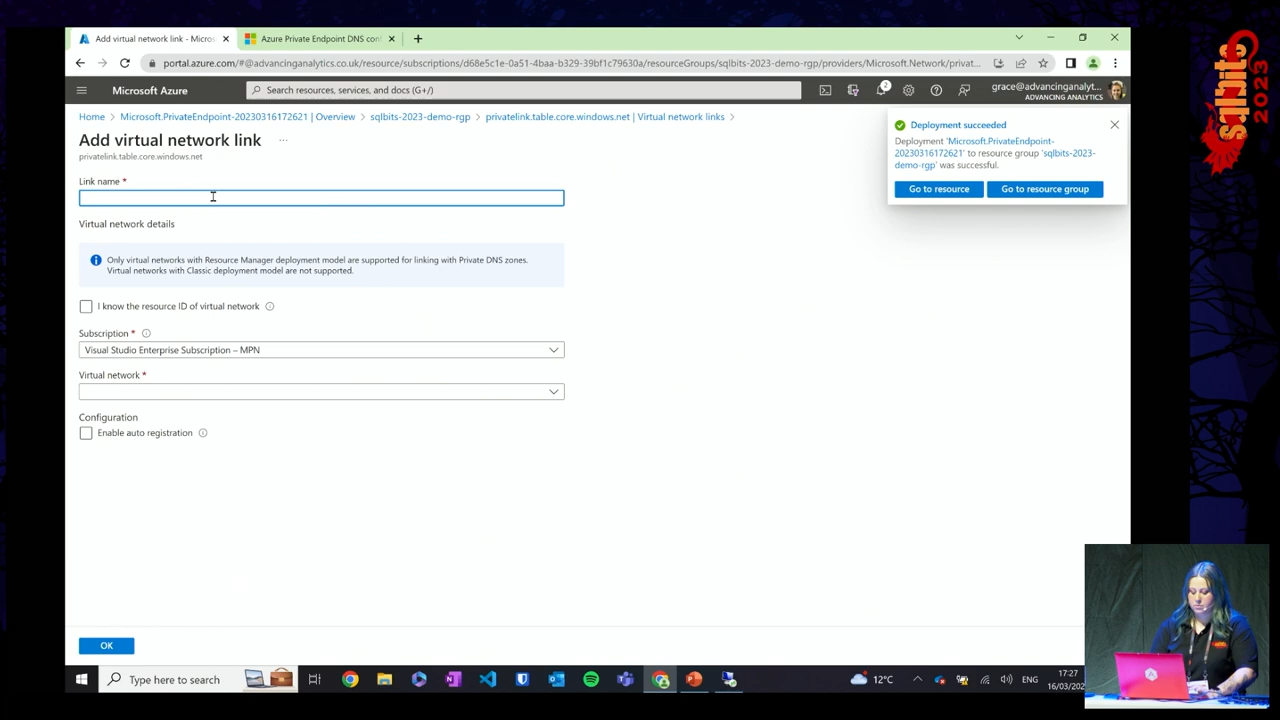 Add virtual network link - Micros
Azure Private Endpoint DNS con
portal.azure.com/#@advancinganalytics.co.uk/resource/subscriptions/d68e5c1e-0a51-4baa-b329-39bf1c79630a/resourceGroups/sqlbits-2023-demo-rgp/providers/Microsoft.Network/privat...
Microsoft Azure
Search resources, services, and docs (G+/)
2
grace@advancinganalyt...
ADVANCING ANALYTICS
Home > Microsoft.PrivateEndpoint-20230316172621 | Overview > sqlbits-2023-demo-rgp > privatelink.table.core.windows.net | Virtual network links >
Add virtual network link ...
privatelink.table.core.windows.net
Deployment succeeded
Deployment 'Microsoft.PrivateEndpoint-
20230316172621' to resource group 'sqlbits-2023-
demo-rgp' was successful.
Go to resource
Go to resource group
Link name *
Virtual network details
Only virtual networks with Resource Manager deployment model are supported for linking with Private DNS zones.
Virtual networks with Classic deployment model are not supported.
I know the resource ID of virtual network
Subscription *
Visual Studio Enterprise Subscription – MPN
Virtual network *
Configuration
Enable auto registration
OK
Type here to search
12°C
ENG
17:27
16/03/202
sqlbits
2023